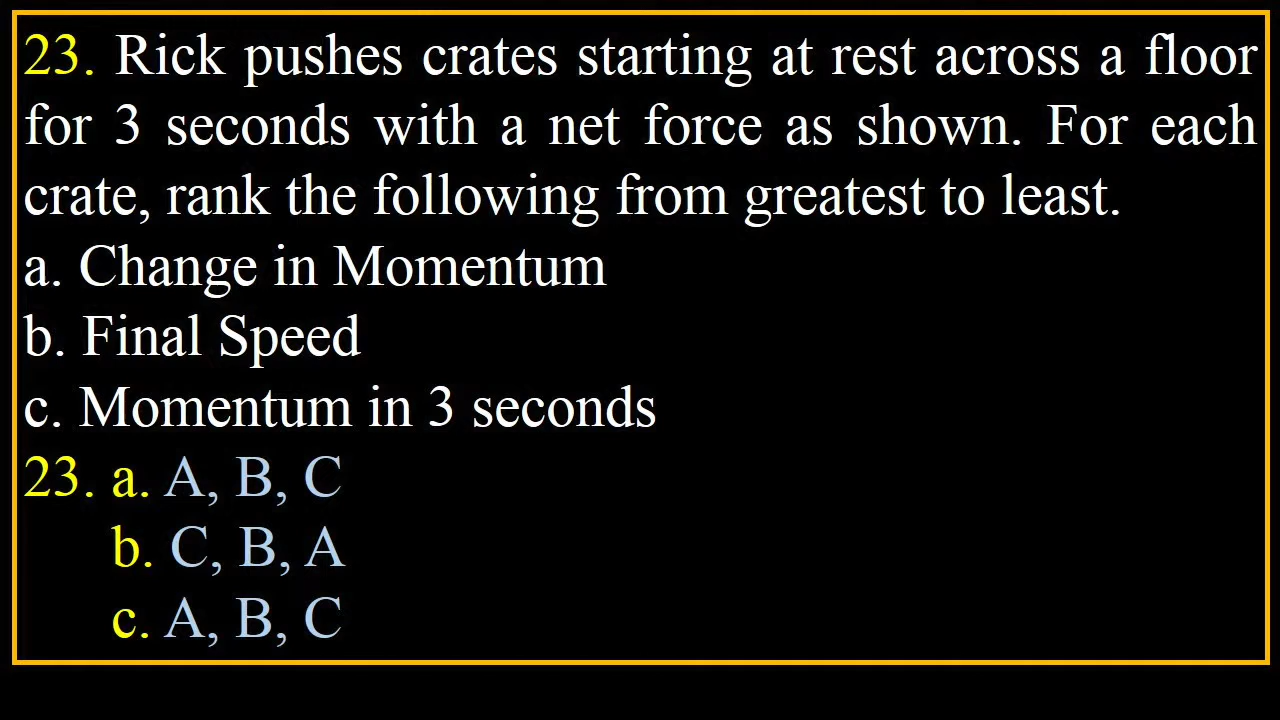 23. Rick pushes crates starting at rest across a floor
for 3 seconds with a net force as shown. For each
crate, rank the following from greatest to least.
a. Change in Momentum
b. Final Speed
c. Momentum in 3 seconds
23. a. A, B, C
b. C, B, A
c. A, B, C